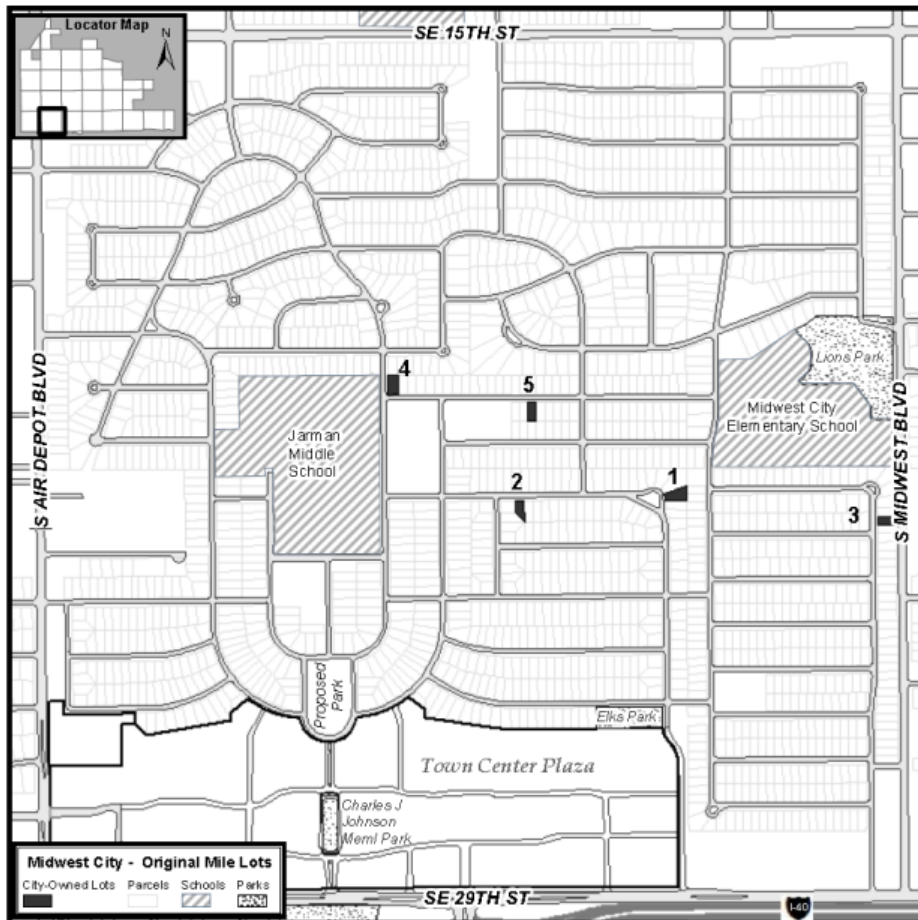 Locator Map
N
SE 15TH ST
S AIR DEPOT BLVD
S MIDWEST BLVD
Lions Park
4
5
Midwest City
Elementary School
Jarman
Middle
School
2
1
3
Proposed
Park
Elks Park
Town Center Plaza
Charles J
Johnson
Meml Park
Midwest City - Original Mile Lots
City-Owned Lots Parcels Schools Parks
SE 29TH ST
I-40